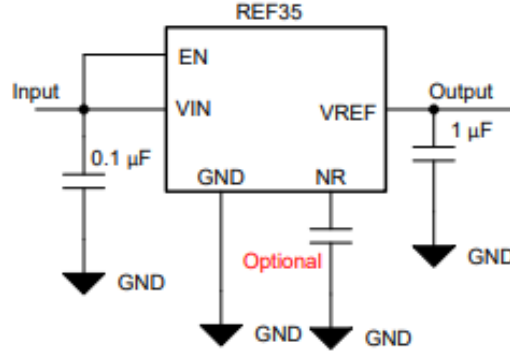 REF35
EN
Input
VIN
VREF
Output
0.1 µF
1 µF
GND
NR
Optional
GND
GND
GND
GND